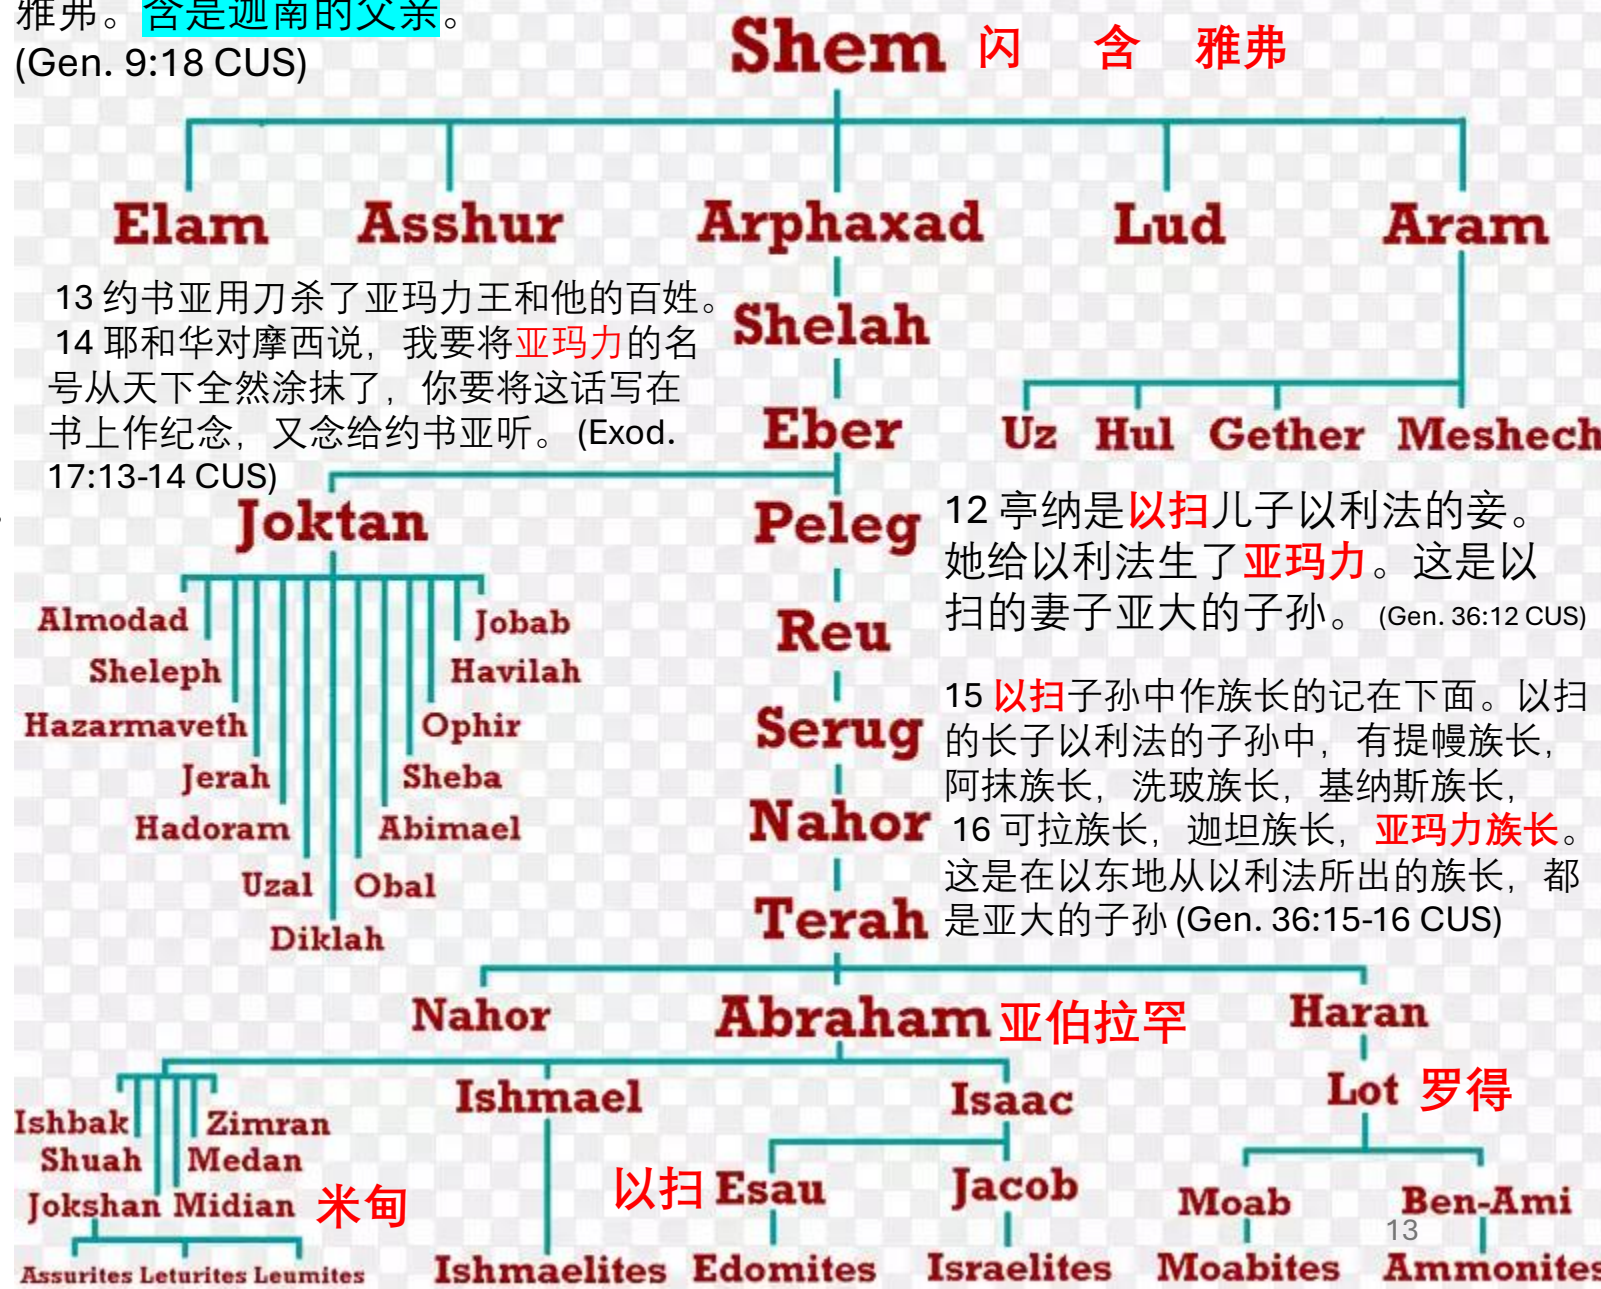 雅弗。含是迦南的父亲。
(Gen. 9:18 CUS)
Shem 闪 含 雅弗
Elam Asshur Arphaxad Lud Aram
13 约书亚用刀杀了亚玛力王和他的百姓。
14 耶和华对摩西说，我要将亚玛力的名
号从天下全然涂抹了，你要将这话写在
书上作纪念，又念给约书亚听。 (Exod.
17:13-14 CUS)
Shelah
Eber
Uz Hul Gether Meshech
Joktan
Peleg
12 亭纳是以扫儿子以利法的妾。
她给以利法生了亚玛力。这是以
扫的妻子亚大的子孙。 (Gen. 36:12 CUS)
Almodad Jobab
Sheleph Havilah
Hazarmaveth Ophir
Jerah Sheba
Hadoram Abimael
Uzal Obal
Diklah
Reu
Serug
Nahor
Terah
15 以扫子孙中作族长的记在下面。以扫
的长子以利法的子孙中，有提幔族长，
阿抹族长，洗玻族长，基纳斯族长，
16 可拉族长，迦坦族长，亚玛力族长。
这是在以东地从以利法所出的族长，都
是亚大的子孙 (Gen. 36:15-16 CUS)
Nahor Abraham 亚伯拉罕 Haran
Ishmael Isaac Lot 罗得
Ishbak Zimran
Shuah Medan
Jokshan Midian 米甸
以扫 Esau Jacob Moab Ben-Ami
13
Assurites Leturites Leumites Ishmaelites Edomites Israelites Moabites Ammonites